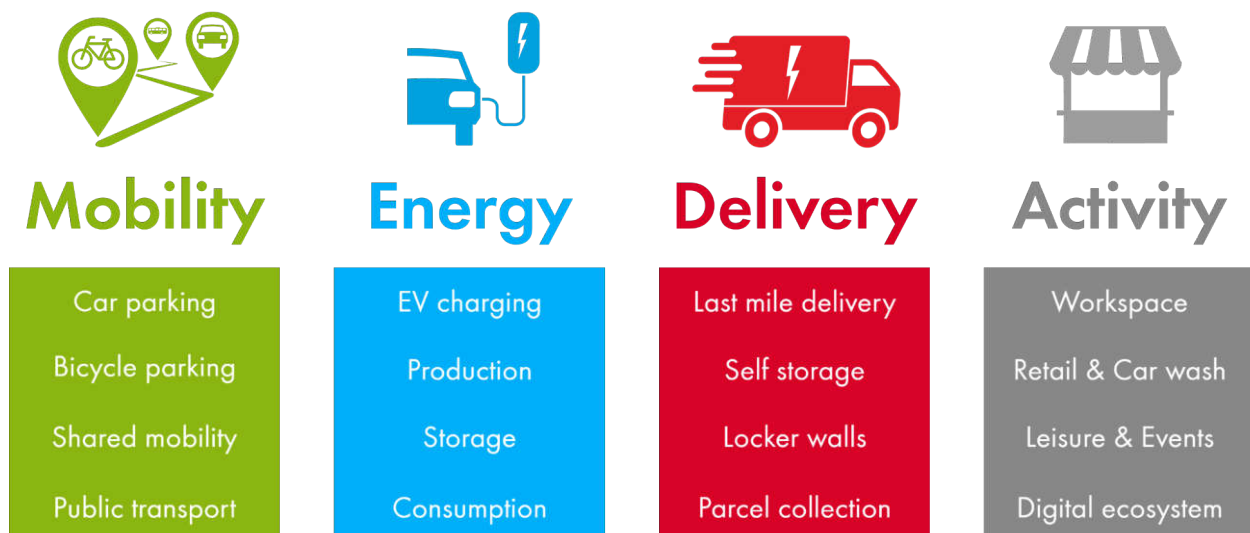 Mobility
Car parking
Bicycle parking
Shared mobility
Public transport
Energy
EV charging
Production
Storage
Consumption
Delivery
Last mile delivery
Self storage
Locker walls
Parcel collection
Activity
Workspace
Retail & Car wash
Leisure & Events
Digital ecosystem